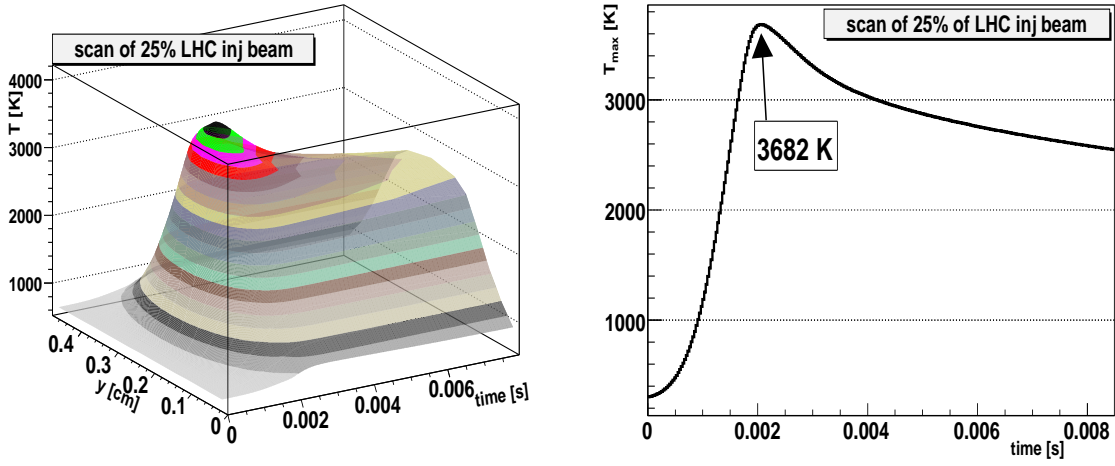 scan of 25% LHC inj beam
T [K]
4000
3000
2000
1000
0.4
0.3
0.2
0.1
0
y [cm]
0
0.002
0.004
0.006
time [s]
scan of 25% of LHC inj beam
Tmax [K]
3000
2000
1000
3682 K
0 0.002 0.004 0.006 0.008
time [s]